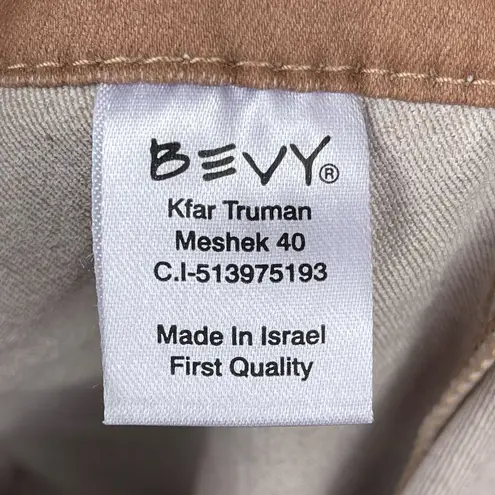 BEVY®
Kfar Truman
Meshek 40
C.I-513975193
Made In Israel
First Quality